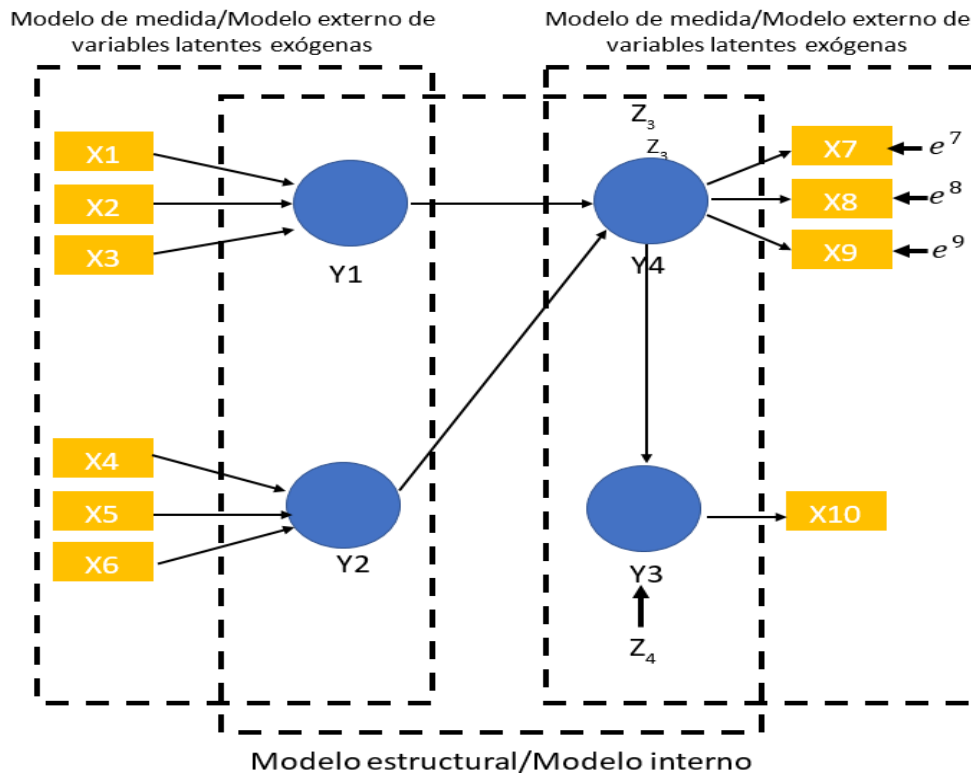 Modelo de medida/Modelo externo de
variables latentes exógenas
Modelo de medida/Modelo externo de
variables latentes exógenas
X1
X2
X3
Y1
X4
X5
X6
Y2
Z₃
Z₃
Y4
X7
e⁷
X8
e⁸
X9
e⁹
Y3
X10
Z₄
Modelo estructural/Modelo interno